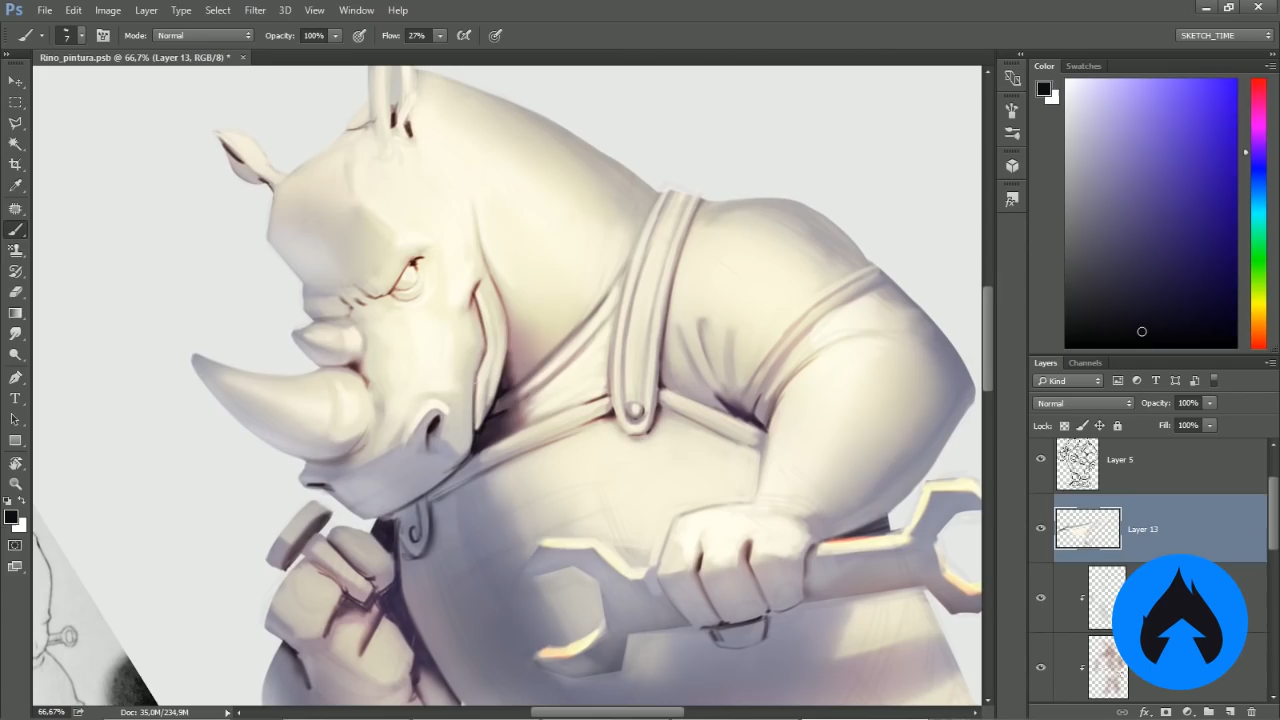 Ps File Edit Image Layer Type Select Filter 3D View Window Help
7 Mode: Normal Opacity: 100% Flow: 27% SKETCH_TIME
Rino_pintura.psb @ 66,7% (Layer 13, RGB/8) * ×
Color Swatches
Layers Channels
Kind
Normal Opacity: 100%
Lock: Fill: 100%
Layer 5
Layer 13
fx
66,67% Doc: 35,0M/234,9M